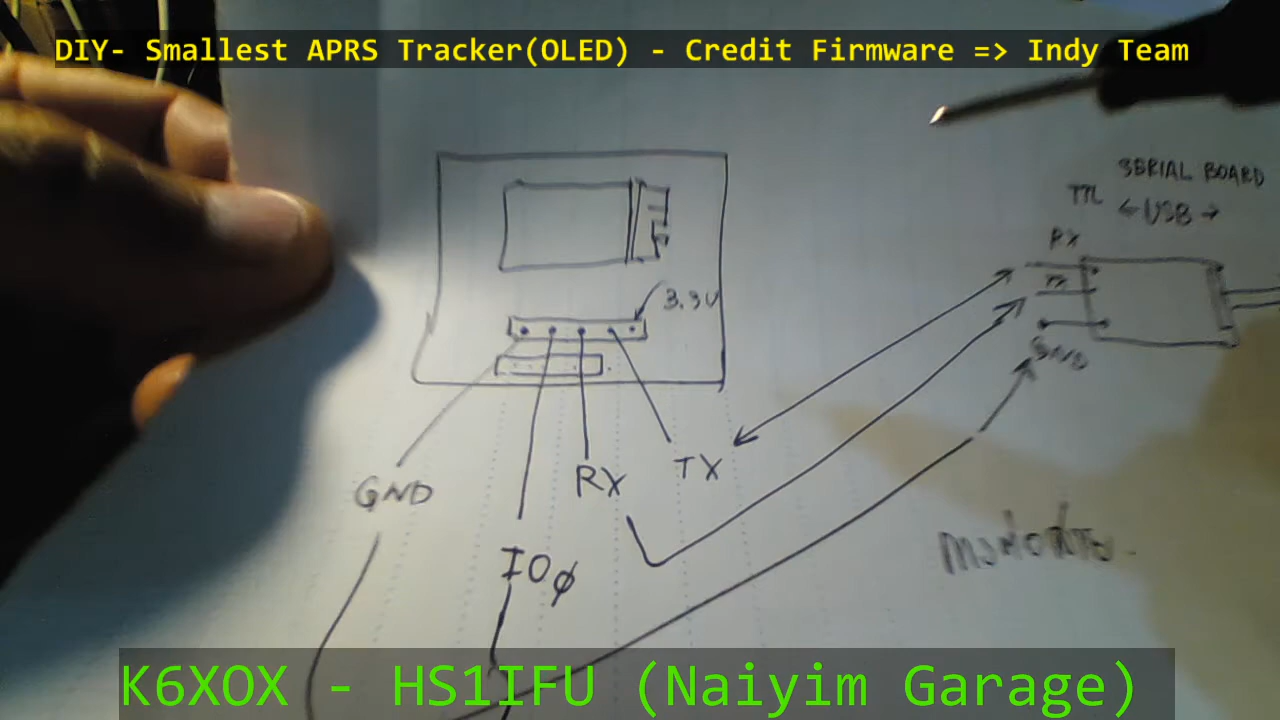 DIY- Smallest APRS Tracker(OLED) - Credit Firmware => Indy Team
SERIAL BOARD
TTL <- USB ->
RX
TX
GND
3.3V
GND
RX
TX
IOφ
K6XOX - HS1IFU (Naiyim Garage)